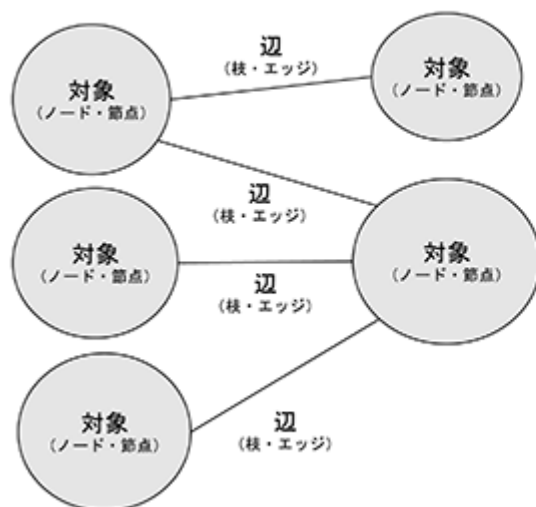 辺
(枝・エッジ)
対象
(ノード・節点)
対象
(ノード・節点)
辺
(枝・エッジ)
対象
(ノード・節点)
対象
(ノード・節点)
辺
(枝・エッジ)
対象
(ノード・節点)
辺
(枝・エッジ)